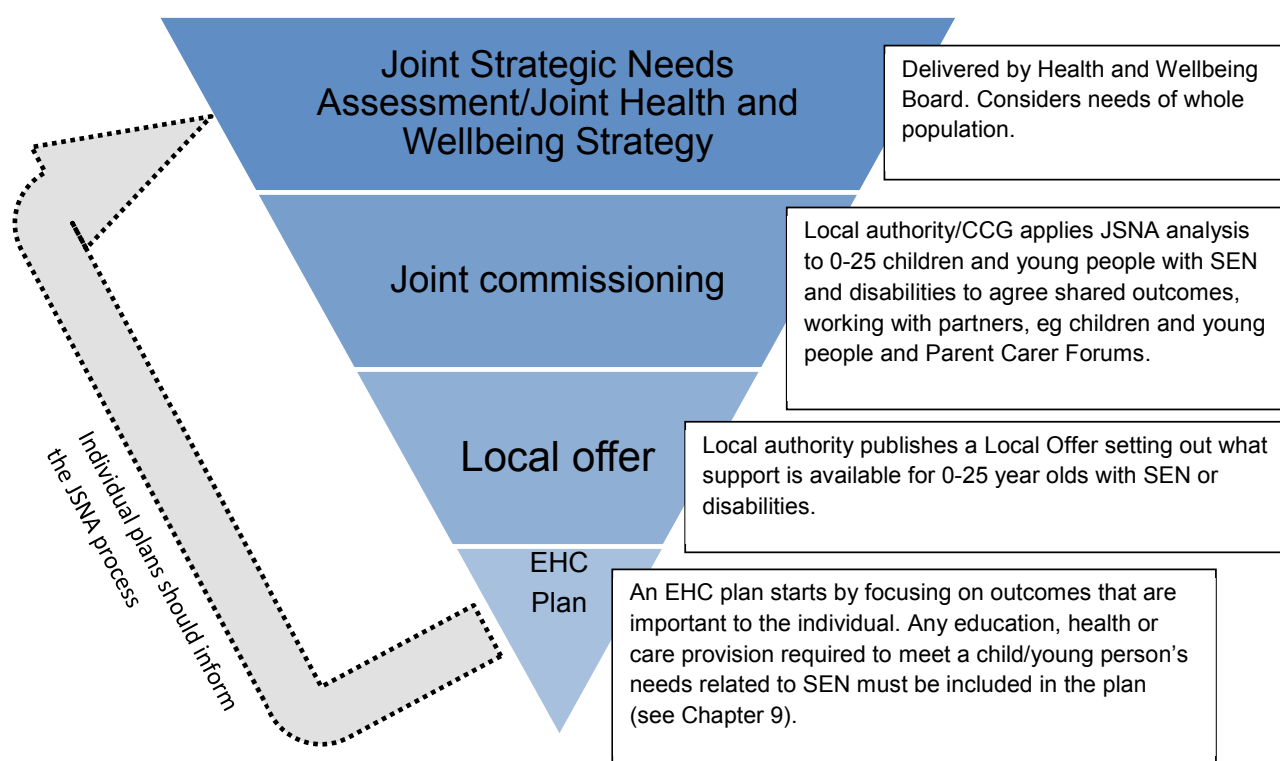 Joint Strategic Needs
Assessment/Joint Health and
Wellbeing Strategy
Delivered by Health and Wellbeing
Board. Considers needs of whole
population.
Joint commissioning
Local authority/CCG applies JSNA analysis
to 0-25 children and young people with SEN
and disabilities to agree shared outcomes,
working with partners, eg children and young
people and Parent Carer Forums.
Local offer
Local authority publishes a Local Offer setting out what
support is available for 0-25 year olds with SEN or
disabilities.
EHC
Plan
An EHC plan starts by focusing on outcomes that are
important to the individual. Any education, health or
care provision required to meet a child/young person’s
needs related to SEN must be included in the plan
(see Chapter 9).
Individual plans should inform
the JSNA process